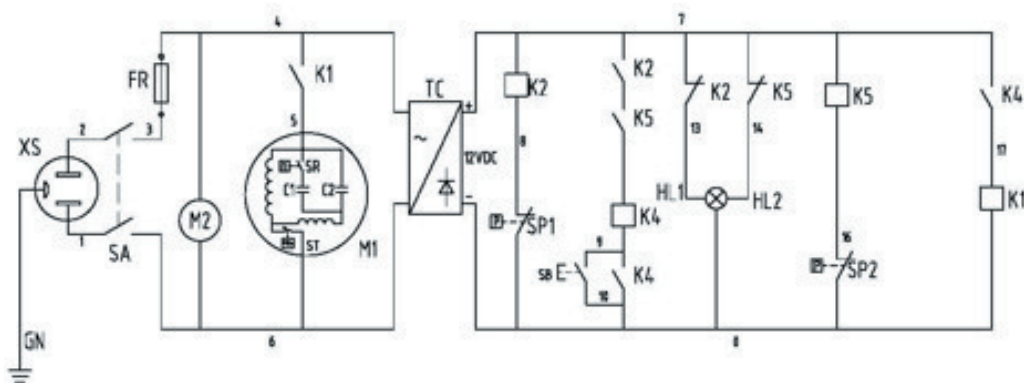 4
7
FR
K1
TC
K2
K2
K2
K5
K5
K4
2
3
5
+
~
K5
13
14
17
XS
SR
12VDC
8
C1
C2
HL1
HL2
K1
M2
-
P
SP1
K4
1
SA
ST
M1
9
16
SB
K4
P
SP2
10
GN
6
0